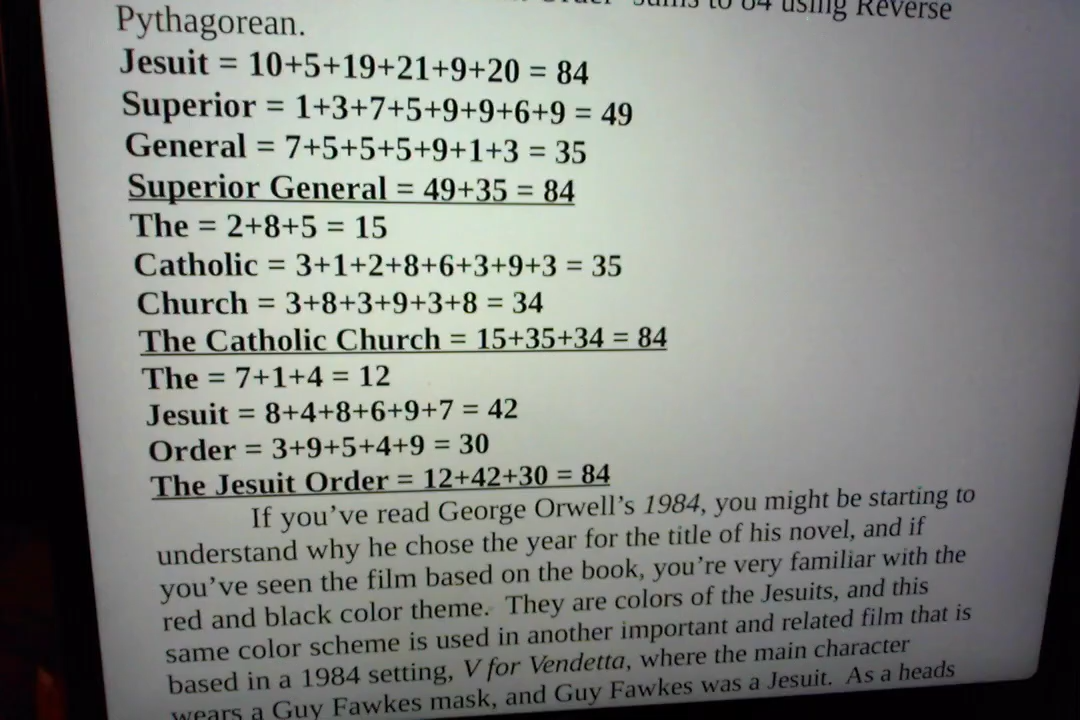 Order" sums to 84 using Reverse
Pythagorean.
Jesuit = 10+5+19+21+9+20 = 84
Superior = 1+3+7+5+9+9+6+9 = 49
General = 7+5+5+5+9+1+3 = 35
Superior General = 49+35 = 84
The = 2+8+5 = 15
Catholic = 3+1+2+8+6+3+9+3 = 35
Church = 3+8+3+9+3+8 = 34
The Catholic Church = 15+35+34 = 84
The = 7+1+4 = 12
Jesuit = 8+4+8+6+9+7 = 42
Order = 3+9+5+4+9 = 30
The Jesuit Order = 12+42+30 = 84
If you've read George Orwell's 1984, you might be starting to
understand why he chose the year for the title of his novel, and if
you've seen the film based on the book, you're very familiar with the
red and black color theme. They are colors of the Jesuits, and this
same color scheme is used in another important and related film that is
based in a 1984 setting, V for Vendetta, where the main character
wears a Guy Fawkes mask, and Guy Fawkes was a Jesuit. As a heads